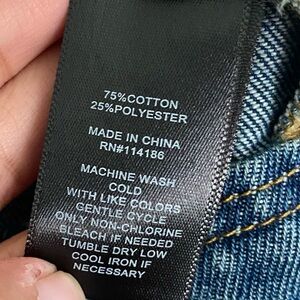 75%COTTON
25%POLYESTER
MADE IN CHINA
RN#114186
MACHINE WASH
COLD
WITH LIKE COLORS
GENTLE CYCLE
ONLY NON-CHLORINE
BLEACH IF NEEDED
TUMBLE DRY LOW
COOL IRON IF
NECESSARY